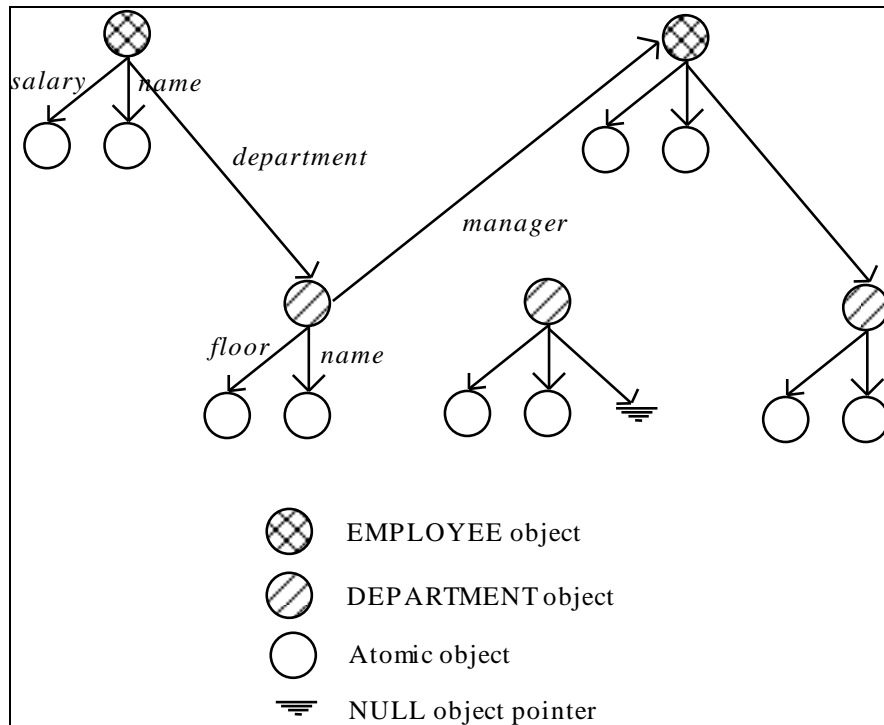 salary
name
department
manager
floor
name
EMPLOYEE object
DEPARTMENT object
Atomic object
NULL object pointer